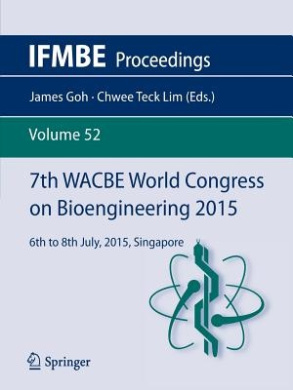 IFMBE Proceedings
James Goh · Chwee Teck Lim (Eds.)
Volume 52
7th WACBE World Congress
on Bioengineering 2015
6th to 8th July, 2015, Singapore
Springer